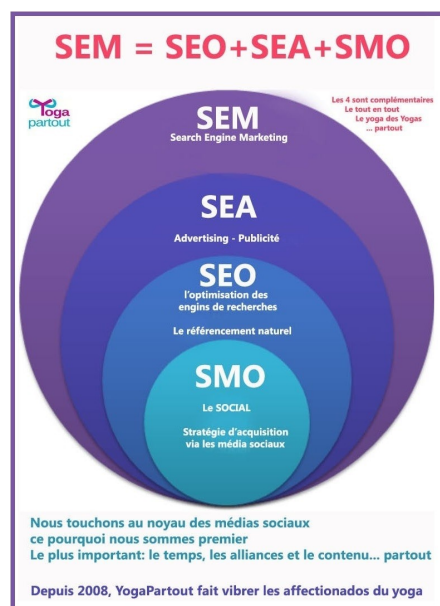 SEM = SEO+SEA+SMO
Yoga
partout
Les 4 sont complémentaires
Le tout en tout
Le yoga des Yogas
... partout
SEM
Search Engine Marketing
SEA
Advertising - Publicité
SEO
l'optimisation des
engins de recherches
Le référencement naturel
SMO
Le SOCIAL
Stratégie d'acquisition
via les média sociaux
Nous touchons au noyau des médias sociaux
ce pourquoi nous sommes premier
Le plus important: le temps, les alliances et le contenu... partout
Depuis 2008, YogaPartout fait vibrer les affectionados du yoga